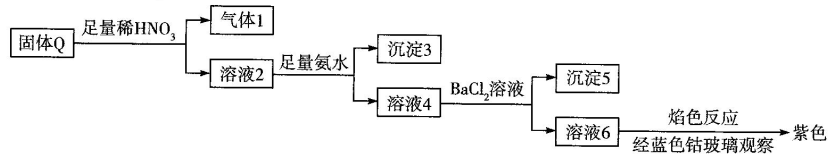 固体Q
足量稀HNO₃
气体1
溶液2
足量氨水
沉淀3
溶液4
BaCl₂溶液
沉淀5
溶液6
焰色反应
经蓝色钴玻璃观察
紫色